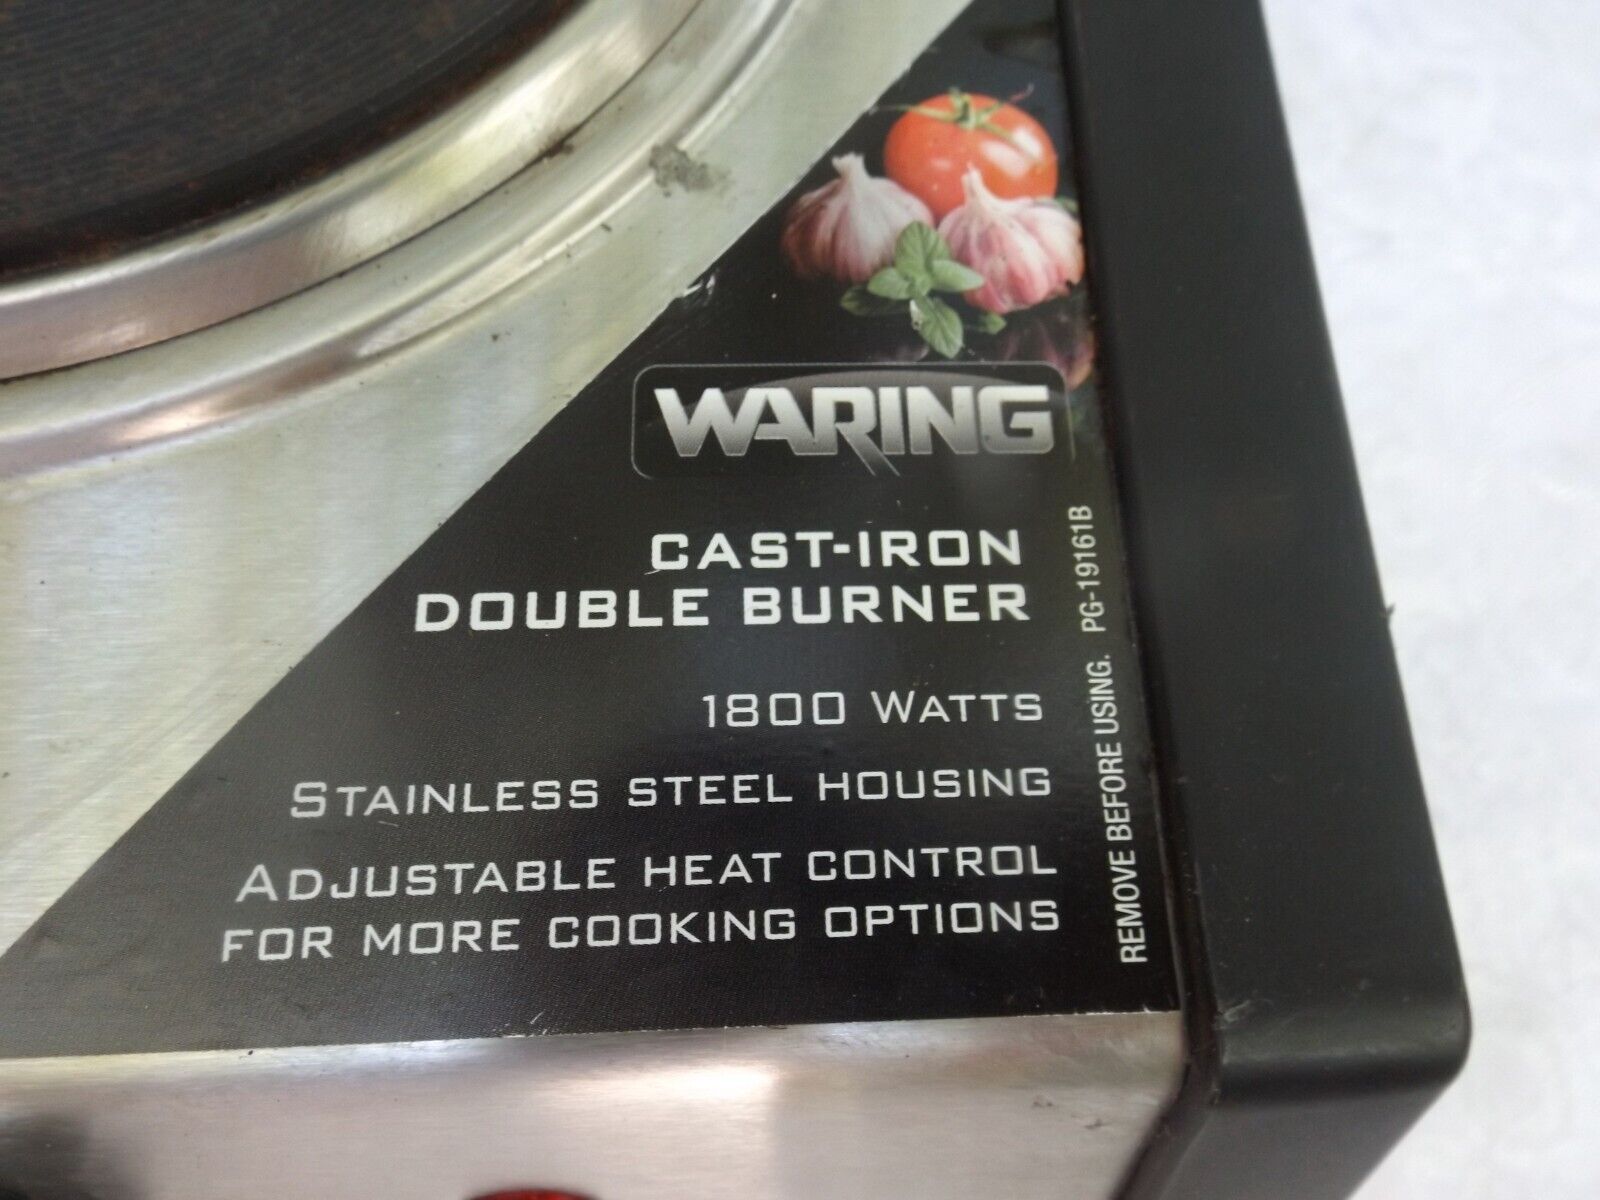 WARING
CAST-IRON
DOUBLE BURNER
1800 WATTS
STAINLESS STEEL HOUSING
ADJUSTABLE HEAT CONTROL
FOR MORE COOKING OPTIONS
REMOVE BEFORE USING. PG-19161B